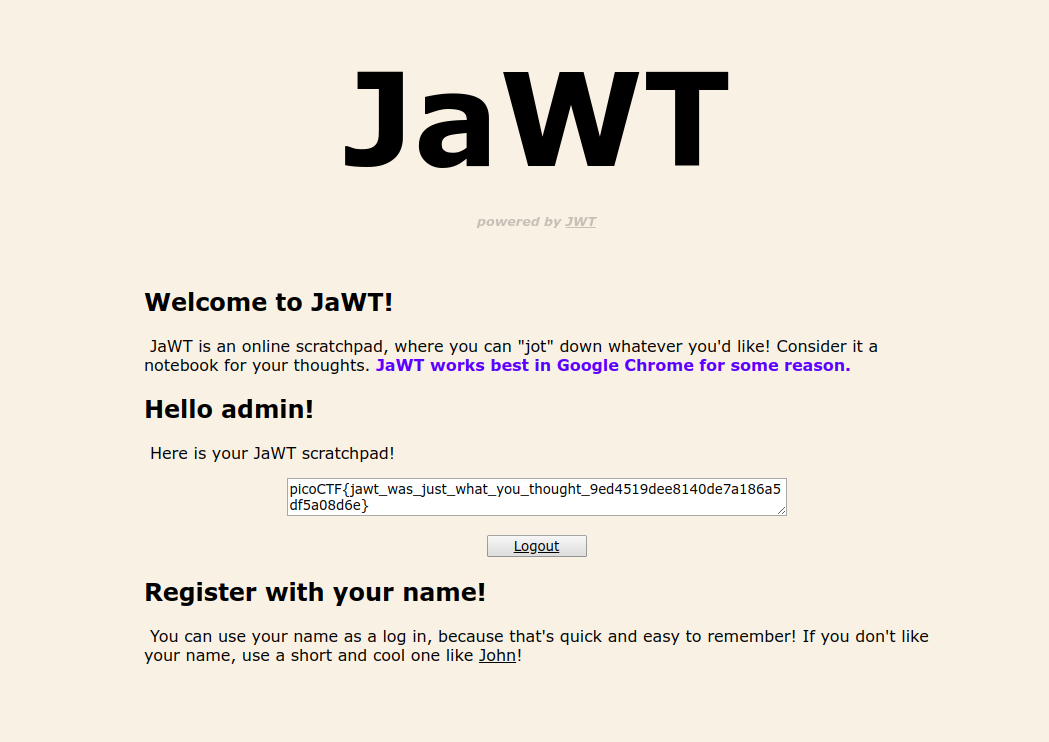 JaWT
powered by JWT
Welcome to JaWT!
JaWT is an online scratchpad, where you can "jot" down whatever you'd like! Consider it a
notebook for your thoughts. JaWT works best in Google Chrome for some reason.
Hello admin!
Here is your JaWT scratchpad!
picoCTF{jawt_was_just_what_you_thought_9ed4519dee8140de7a186a5
df5a08d6e}
Logout
Register with your name!
You can use your name as a log in, because that's quick and easy to remember! If you don't like
your name, use a short and cool one like John!